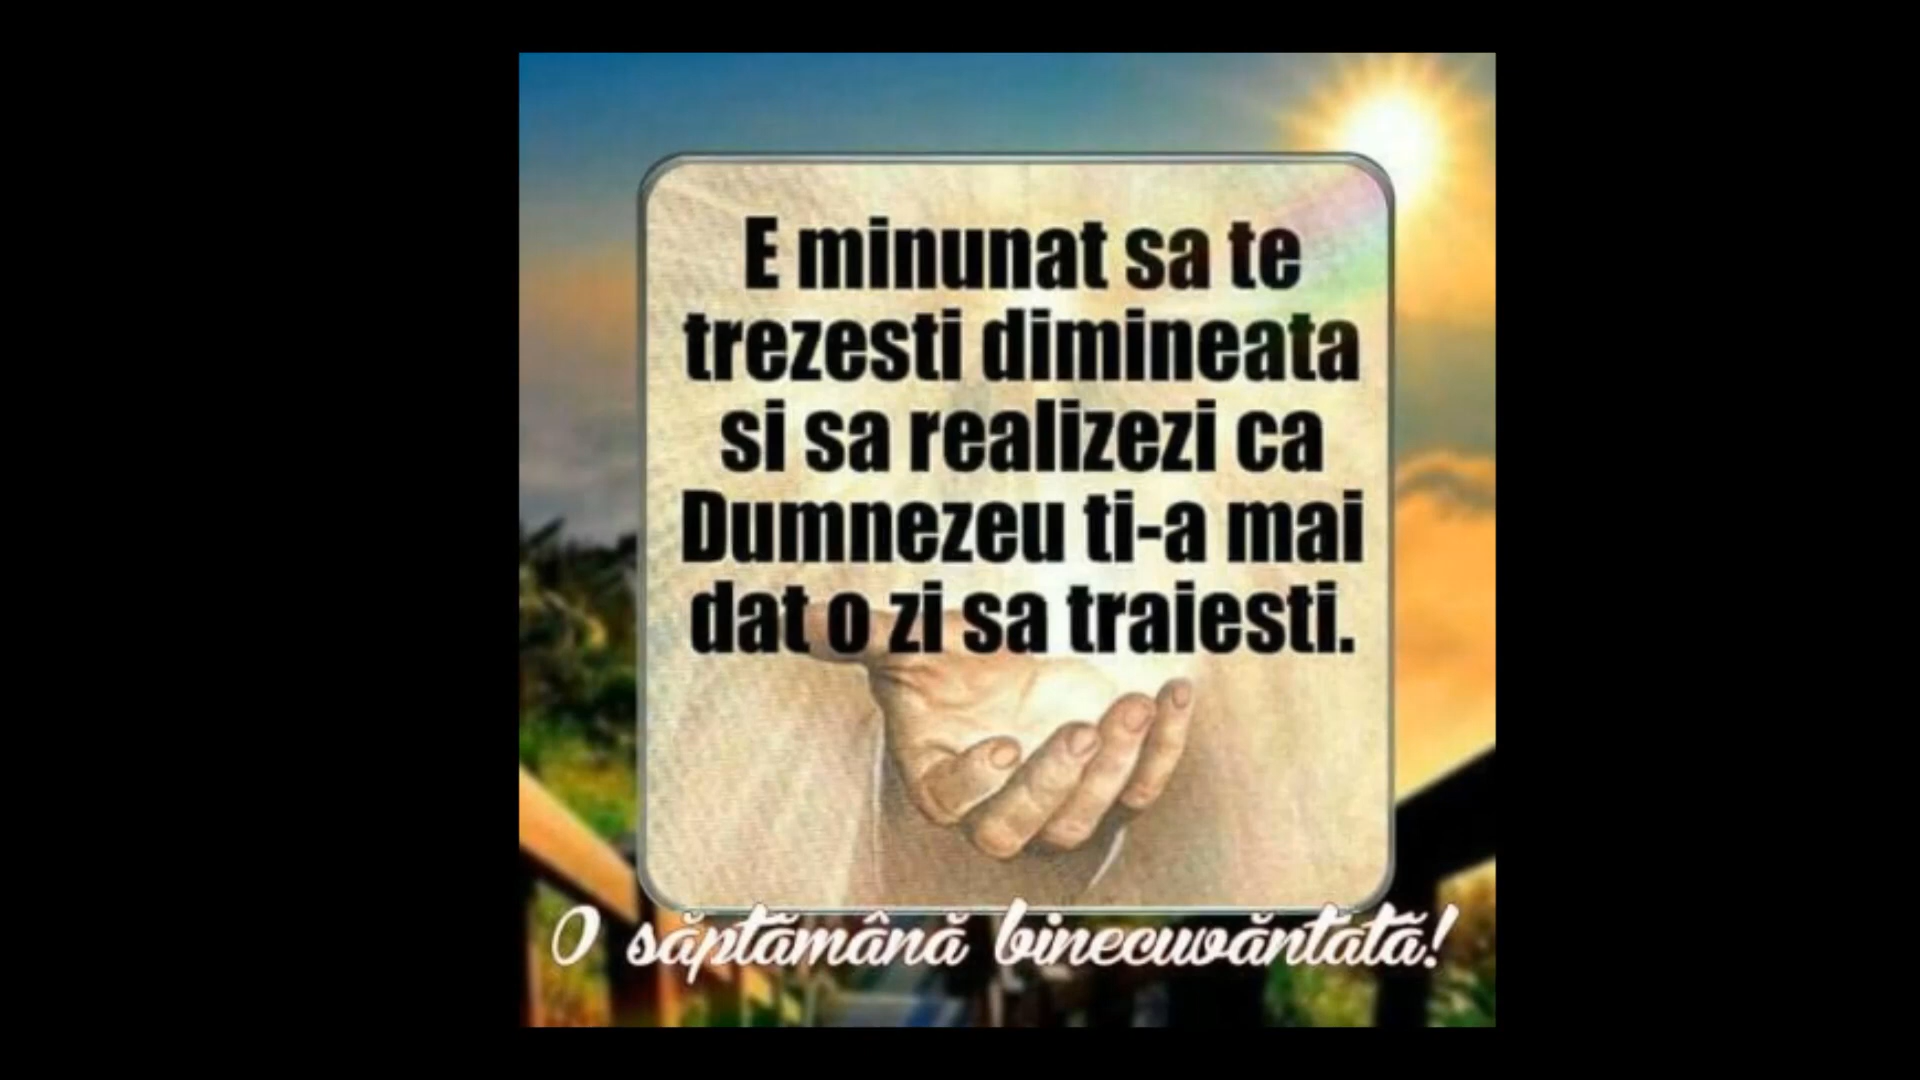 E minunat sa te
trezesti dimineata
si sa realizezi ca
Dumnezeu ti-a mai
dat o zi sa traiesti.
O săptămână binecuvântată!